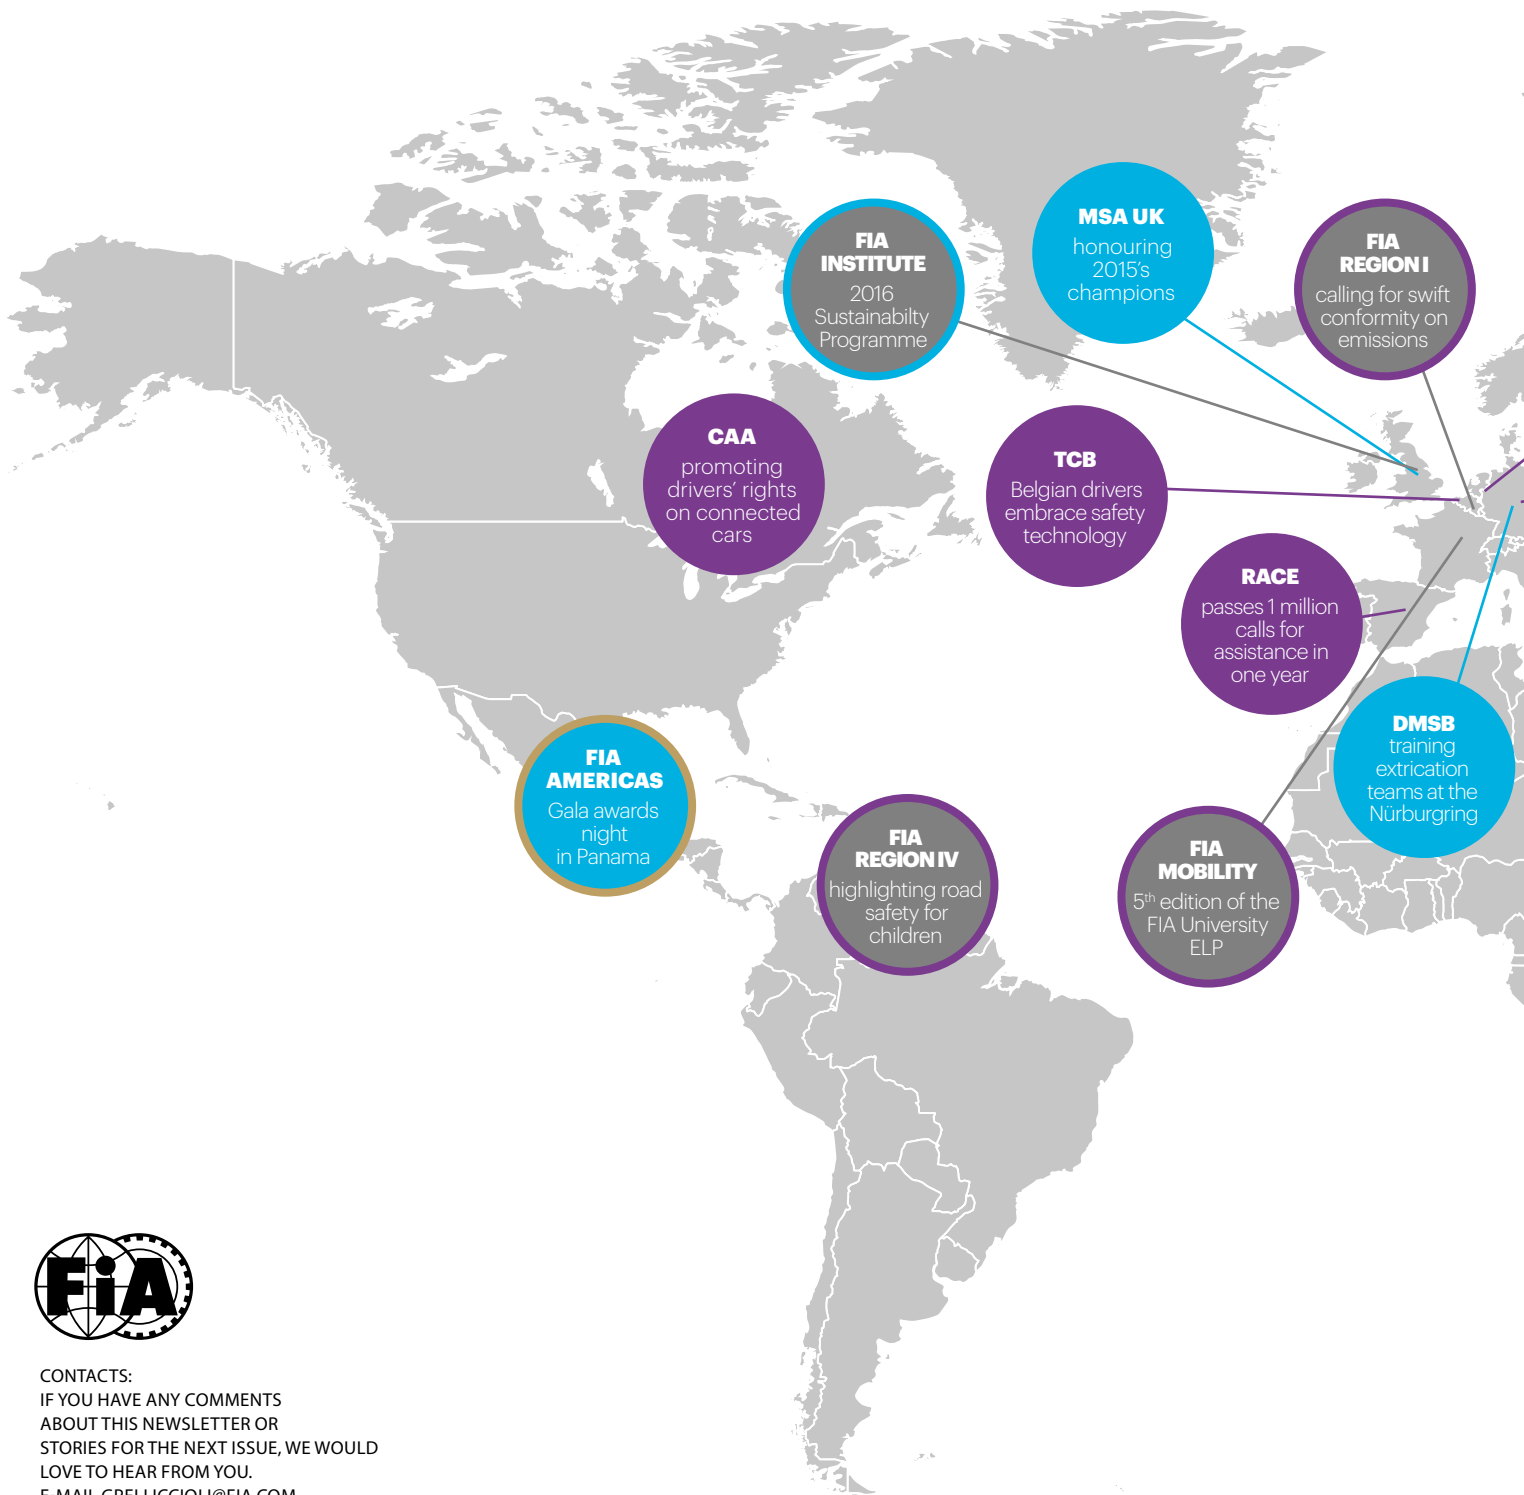 FIA
INSTITUTE
2016
Sustainabilty
Programme
MSA UK
honouring
2015's
champions
FIA
REGION I
calling for swift
conformity on
emissions
CAA
promoting
drivers' rights
on connected
cars
TCB
Belgian drivers
embrace safety
technology
RACE
passes 1 million
calls for
assistance in
one year
FIA
AMERICAS
Gala awards
night
in Panama
DMSB
training
extrication
teams at the
Nürburgring
FIA
REGION IV
highlighting road
safety for
children
FIA
MOBILITY
5th edition of the
FIA University
ELP
FiA
CONTACTS:
IF YOU HAVE ANY COMMENTS
ABOUT THIS NEWSLETTER OR
STORIES FOR THE NEXT ISSUE, WE WOULD
LOVE TO HEAR FROM YOU.
E-MAIL